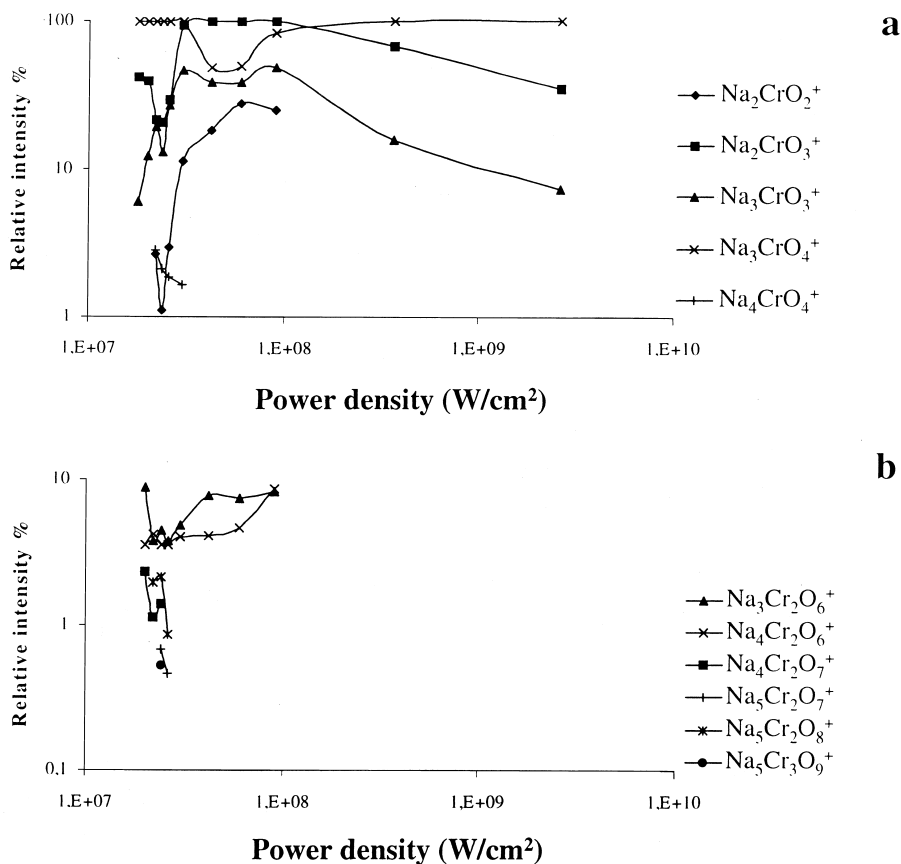 a
Relative intensity %
100
10
1
1,E+07
1,E+08
1,E+09
1,E+10
Power density (W/cm²)
Na₂CrO₂⁺
Na₂CrO₃⁺
Na₃CrO₃⁺
Na₃CrO₄⁺
Na₄CrO₄⁺
b
Relative intensity %
10
1
0,1
1,E+07
1,E+08
1,E+09
1,E+10
Power density (W/cm²)
Na₃Cr₂O₆⁺
Na₄Cr₂O₆⁺
Na₄Cr₂O₇⁺
Na₅Cr₂O₇⁺
Na₅Cr₂O₈⁺
Na₅Cr₃O₉⁺